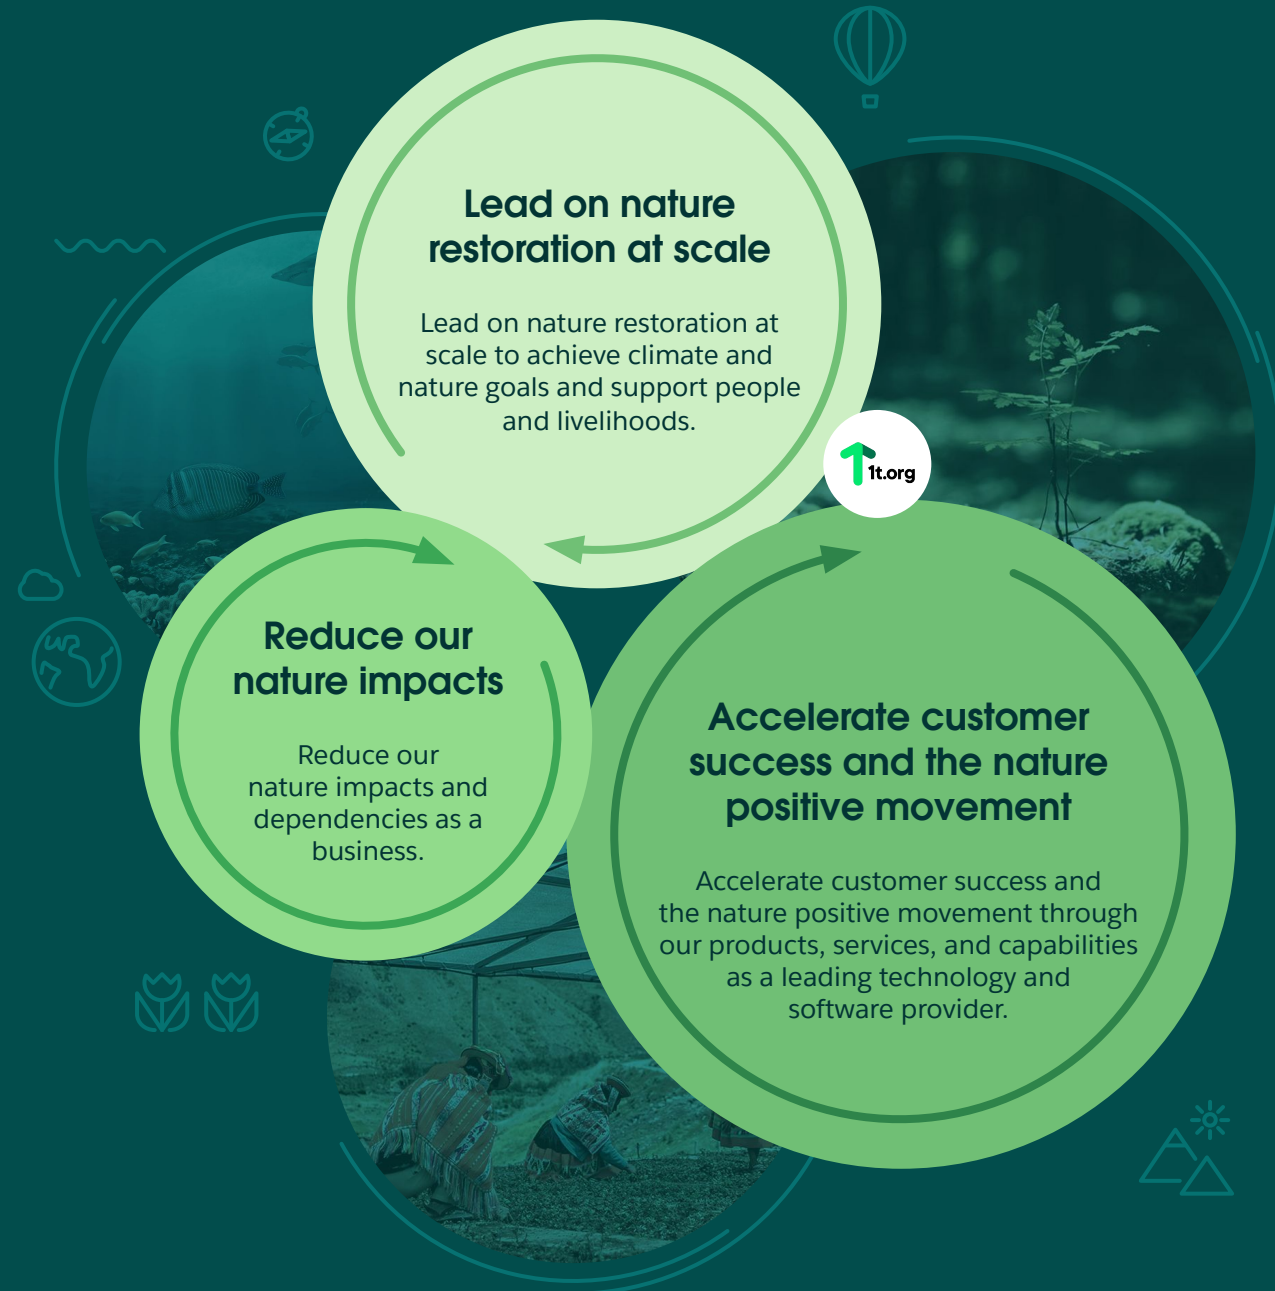 Lead on nature
restoration at scale
Lead on nature restoration at
scale to achieve climate and
nature goals and support people
and livelihoods.
1t.org
Reduce our
nature impacts
Reduce our
nature impacts and
dependencies as a
business.
Accelerate customer
success and the nature
positive movement
Accelerate customer success and
the nature positive movement through
our products, services, and capabilities
as a leading technology and
software provider.